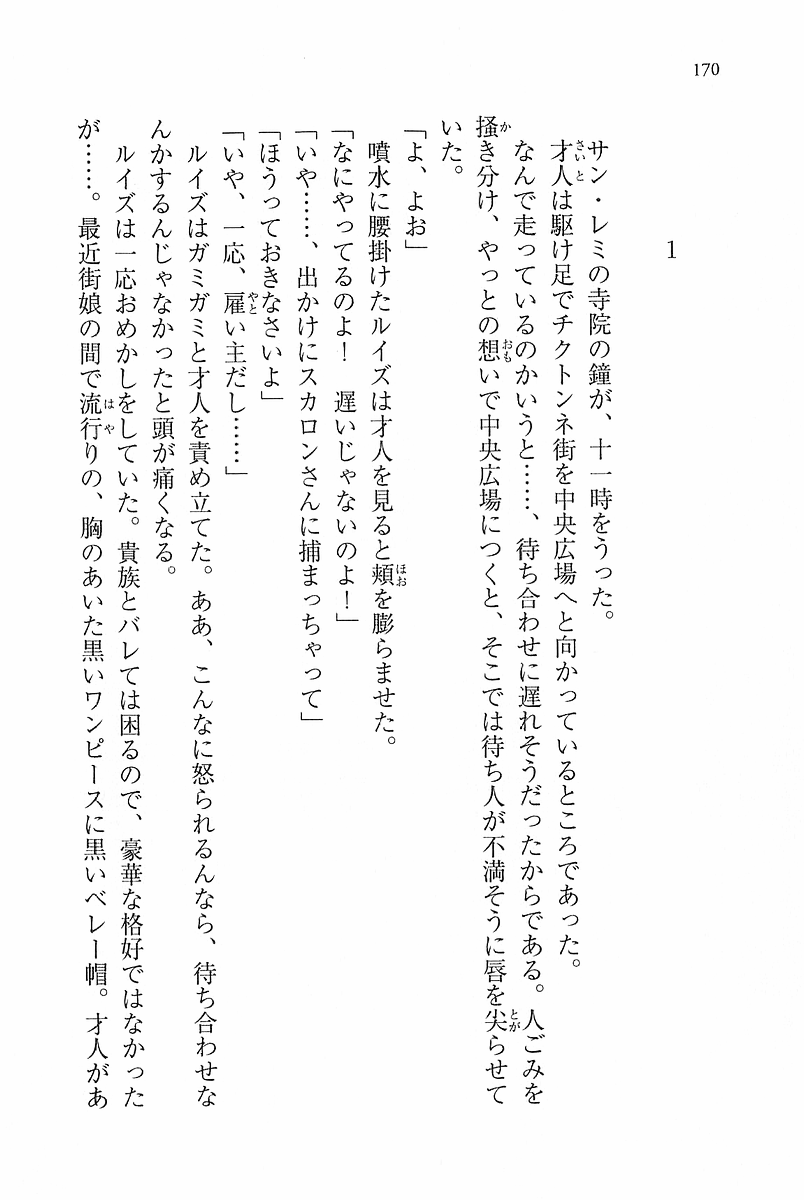 170
1
サン・レミの寺院の鐘が、十一時をうった。
才人は駆け足でチクトンネ街を中央広場へと向かっているところであった。
なんで走っているのかいうと……、待ち合わせに遅れそうだったからである。人ごみを
掻き分け、やっとの想いで中央広場につくと、そこでは待ち人が不満そうに唇を尖らせて
いた。
「よ、よお」
噴水に腰掛けたルイズは才人を見ると頬を膨らませた。
「なにやってるのよ！　遅いじゃないのよ！」
「いや……、出かけにスカロンさんに捕まっちゃって」
「ほうっておきなさいよ」
「いや、一応、雇い主だし……」
ルイズはガミガミと才人を責め立てた。ああ、こんなに怒られるんなら、待ち合わせな
んかするんじゃなかったと頭が痛くなる。
ルイズは一応おめかしをしていた。貴族とバレては困るので、豪華な格好ではなかった
が……。最近街娘の間で流行りの、胸のあいた黒いワンピースに黒いベレー帽。才人があ